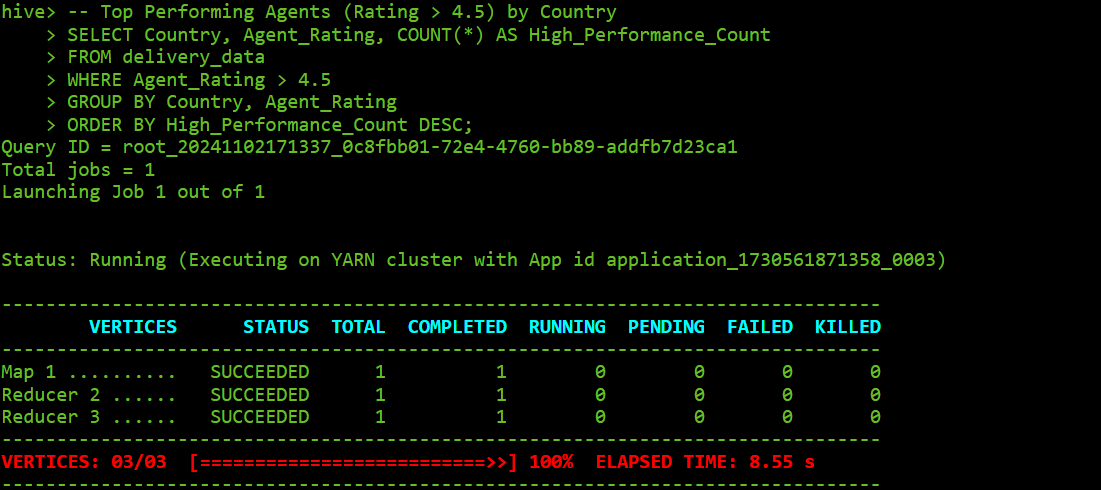 hive> -- Top Performing Agents (Rating > 4.5) by Country
    > SELECT Country, Agent_Rating, COUNT(*) AS High_Performance_Count
    > FROM delivery_data
    > WHERE Agent_Rating > 4.5
    > GROUP BY Country, Agent_Rating
    > ORDER BY High_Performance_Count DESC;
Query ID = root_20241102171337_0c8fbb01-72e4-4760-bb89-addfb7d23ca1
Total jobs = 1
Launching Job 1 out of 1
Status: Running (Executing on YARN cluster with App id application_1730561871358_0003)
--------------------------------------------------------------------------------
        VERTICES      STATUS  TOTAL  COMPLETED  RUNNING  PENDING  FAILED  KILLED
--------------------------------------------------------------------------------
Map 1 ..........   SUCCEEDED      1          1        0        0       0       0
Reducer 2 ......   SUCCEEDED      1          1        0        0       0       0
Reducer 3 ......   SUCCEEDED      1          1        0        0       0       0
--------------------------------------------------------------------------------
VERTICES: 03/03  [==========================>>] 100%  ELAPSED TIME: 8.55 s
--------------------------------------------------------------------------------